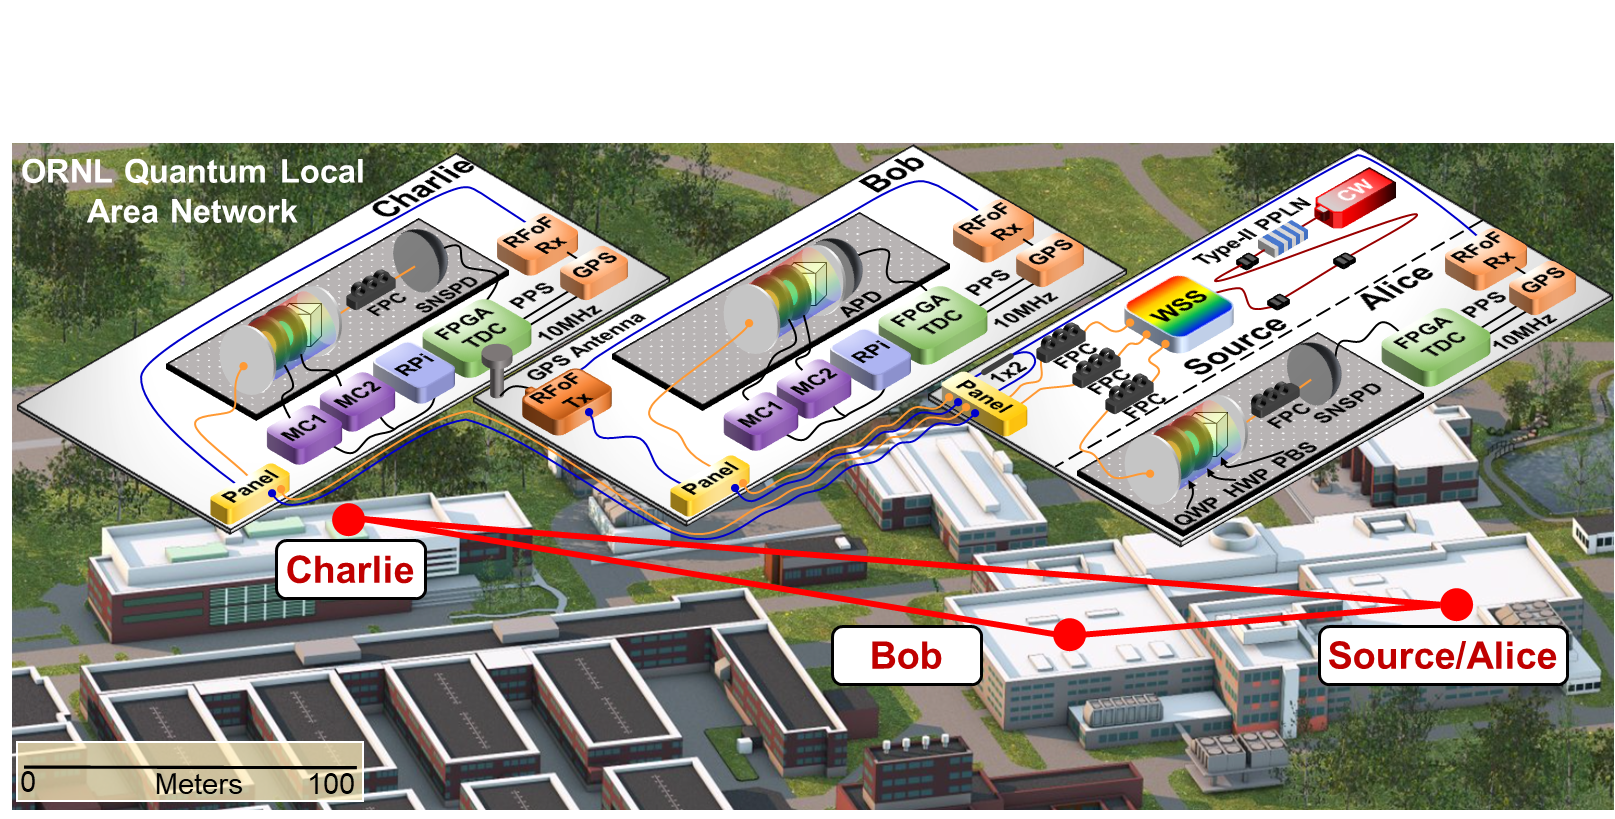 ORNL Quantum Local
Area Network
Charlie
RFoF
Rx
GPS
PPS
10MHz
SNSPD
FPC
FPGA
TDC
RPi
MC2
MC1
Panel
GPS Antenna
RFoF
Tx
Bob
RFoF
Rx
GPS
PPS
10MHz
APD
FPGA
TDC
RPi
MC2
MC1
Panel
CW
Type-II PPLN
WSS
Source
Alice
RFoF
Rx
GPS
PPS
10MHz
FPGA
TDC
1x2
Panel
FPC
FPC
FPC
FPC
SNSPD
QWP
HWP
PBS
Charlie
Bob
Source/Alice
0 Meters 100